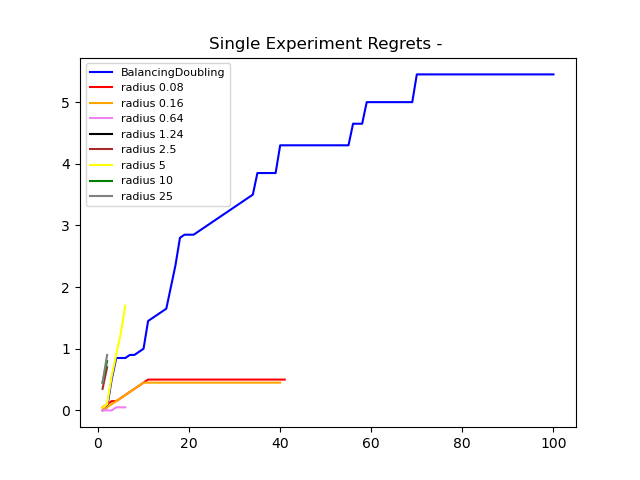 Single Experiment Regrets -
BalancingDoubling
radius 0.08
radius 0.16
radius 0.64
radius 1.24
radius 2.5
radius 5
radius 10
radius 25
5
4
3
2
1
0
0 20 40 60 80 100